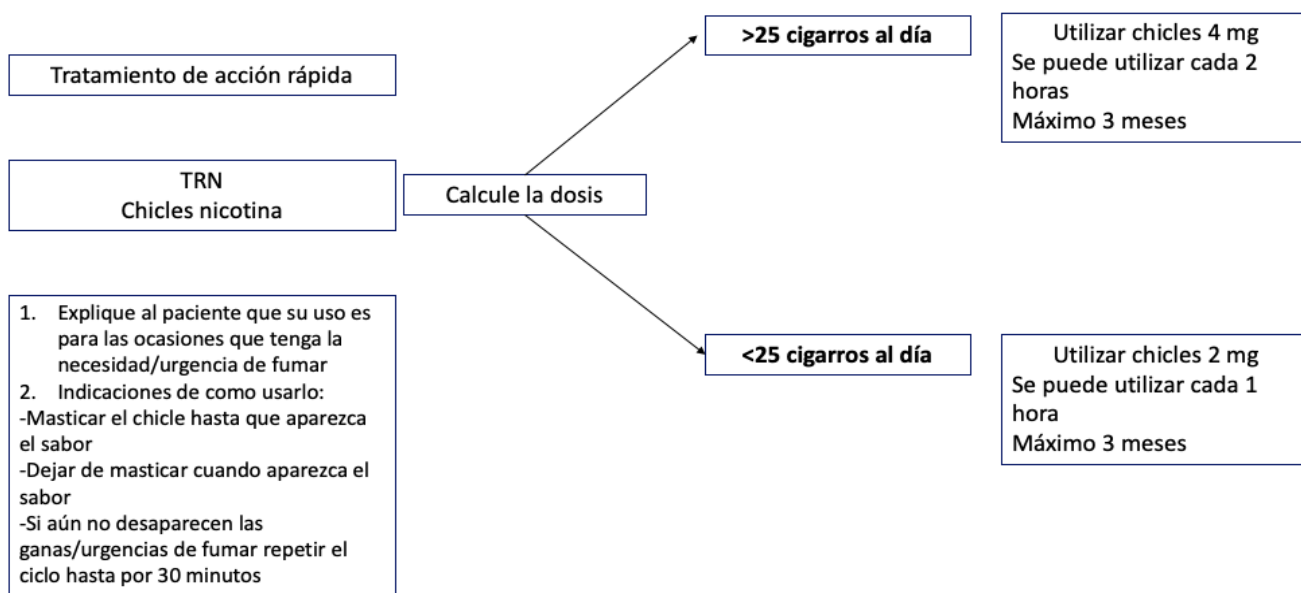 Tratamiento de acción rápida
TRN
Chicles nicotina
1. Explique al paciente que su uso es
para las ocasiones que tenga la
necesidad/urgencia de fumar
2. Indicaciones de como usarlo:
-Masticar el chicle hasta que aparezca
el sabor
-Dejar de masticar cuando aparezca el
sabor
-Si aún no desaparecen las
ganas/urgencias de fumar repetir el
ciclo hasta por 30 minutos
Calcule la dosis
>25 cigarros al día
Utilizar chicles 4 mg
Se puede utilizar cada 2
horas
Máximo 3 meses
<25 cigarros al día
Utilizar chicles 2 mg
Se puede utilizar cada 1
hora
Máximo 3 meses